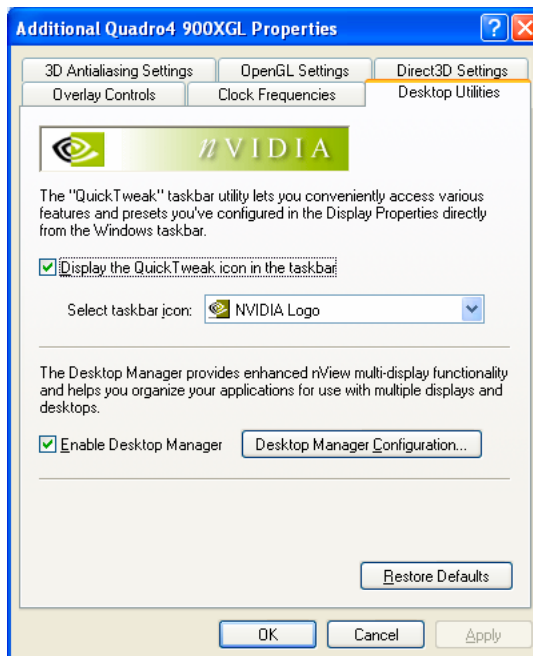 Additional Quadro4 900XGL Properties
3D Antialiasing Settings
OpenGL Settings
Direct3D Settings
Overlay Controls
Clock Frequencies
Desktop Utilities
nVIDIA
The "QuickTweak" taskbar utility lets you conveniently access various
features and presets you've configured in the Display Properties directly
from the Windows taskbar.
Display the QuickTweak icon in the taskbar
Select taskbar icon:
NVIDIA Logo
The Desktop Manager provides enhanced nView multi-display functionality
and helps you organize your applications for use with multiple displays and
desktops.
Enable Desktop Manager
Desktop Manager Configuration...
Restore Defaults
OK
Cancel
Apply